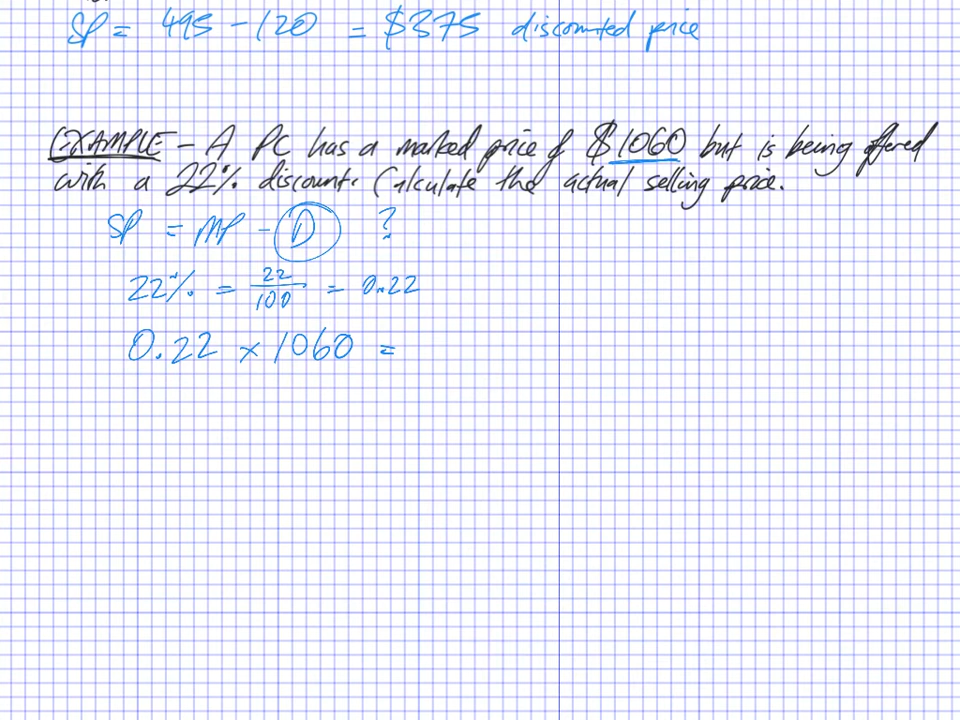 SP = 495 - 120 = $375 discounted price
EXAMPLE - A PC has a marked price of $1060 but is being offered
with a 22% discount. Calculate the actual selling price.
SP = MP - D ?
22% = 22/100 = 0.22
0.22 × 1060 =